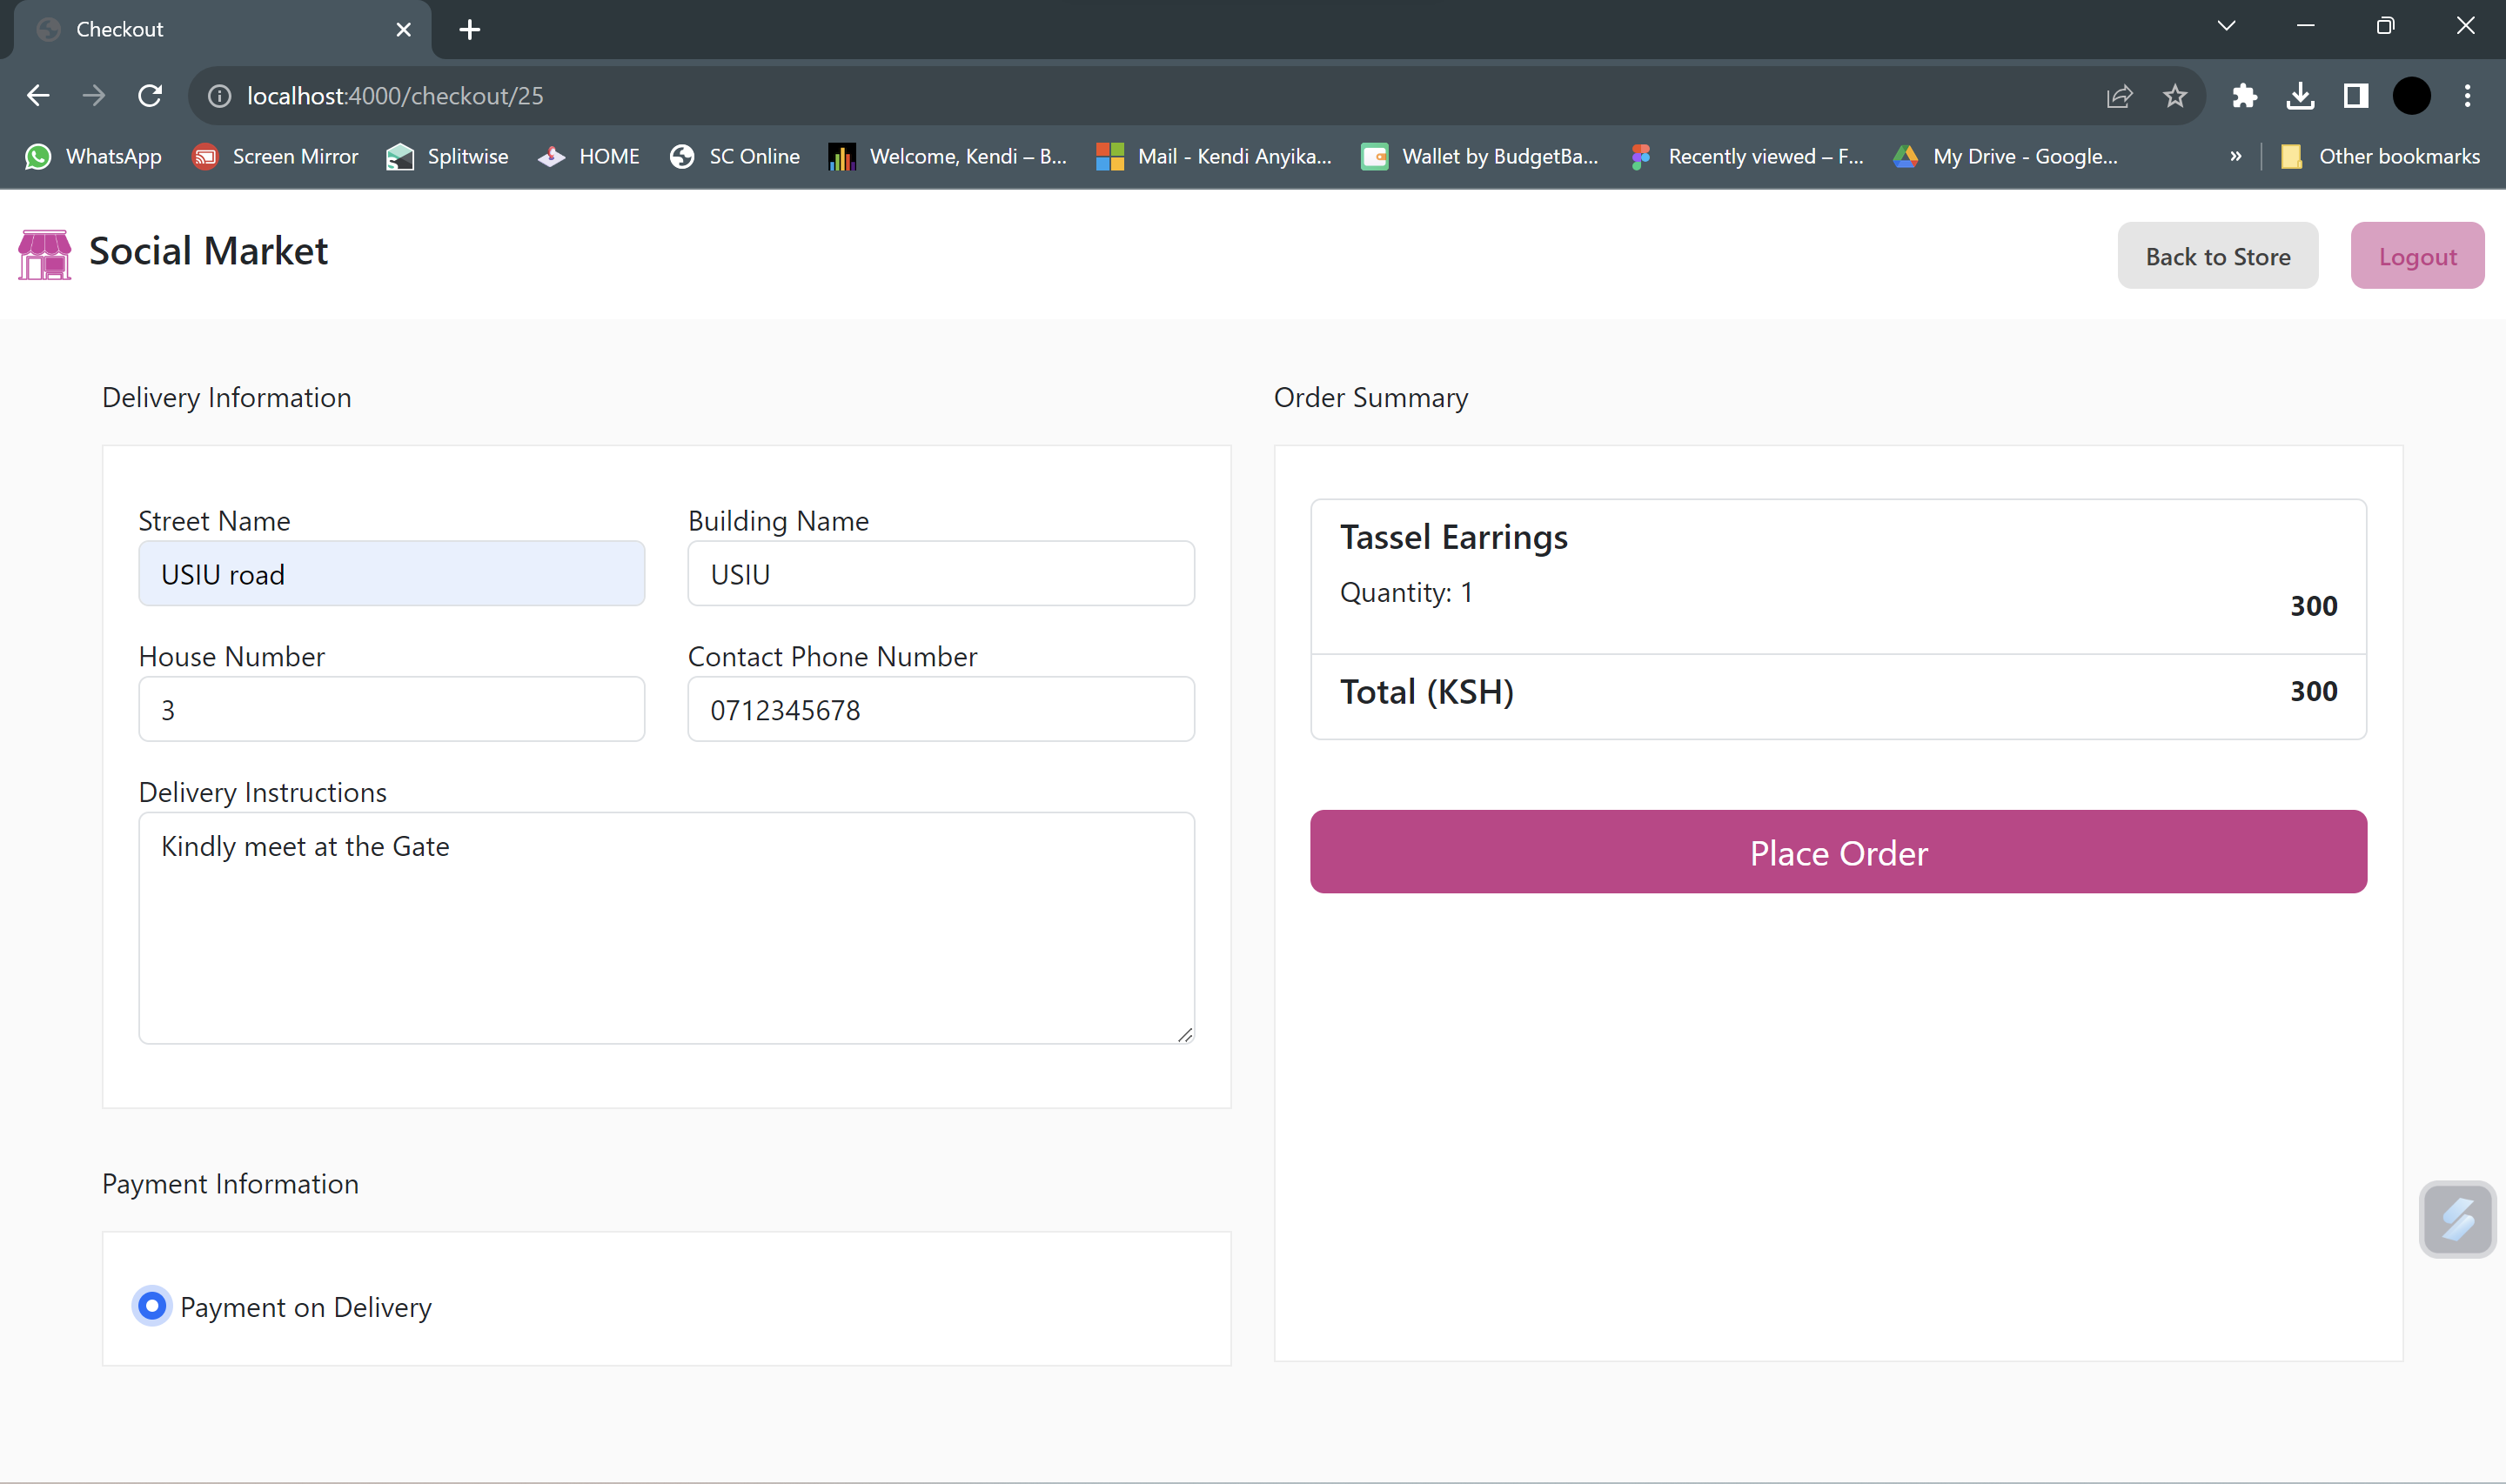 Checkout
localhost:4000/checkout/25
WhatsApp Screen Mirror Splitwise HOME SC Online Welcome, Kendi – B... Mail - Kendi Anyika... Wallet by BudgetBa... Recently viewed – F... My Drive - Google... » Other bookmarks
Social Market
Back to Store
Logout
Delivery Information
Street Name
USIU road
Building Name
USIU
House Number
3
Contact Phone Number
0712345678
Delivery Instructions
Kindly meet at the Gate
Payment Information
Payment on Delivery
Order Summary
Tassel Earrings
Quantity: 1
300
Total (KSH) 300
Place Order